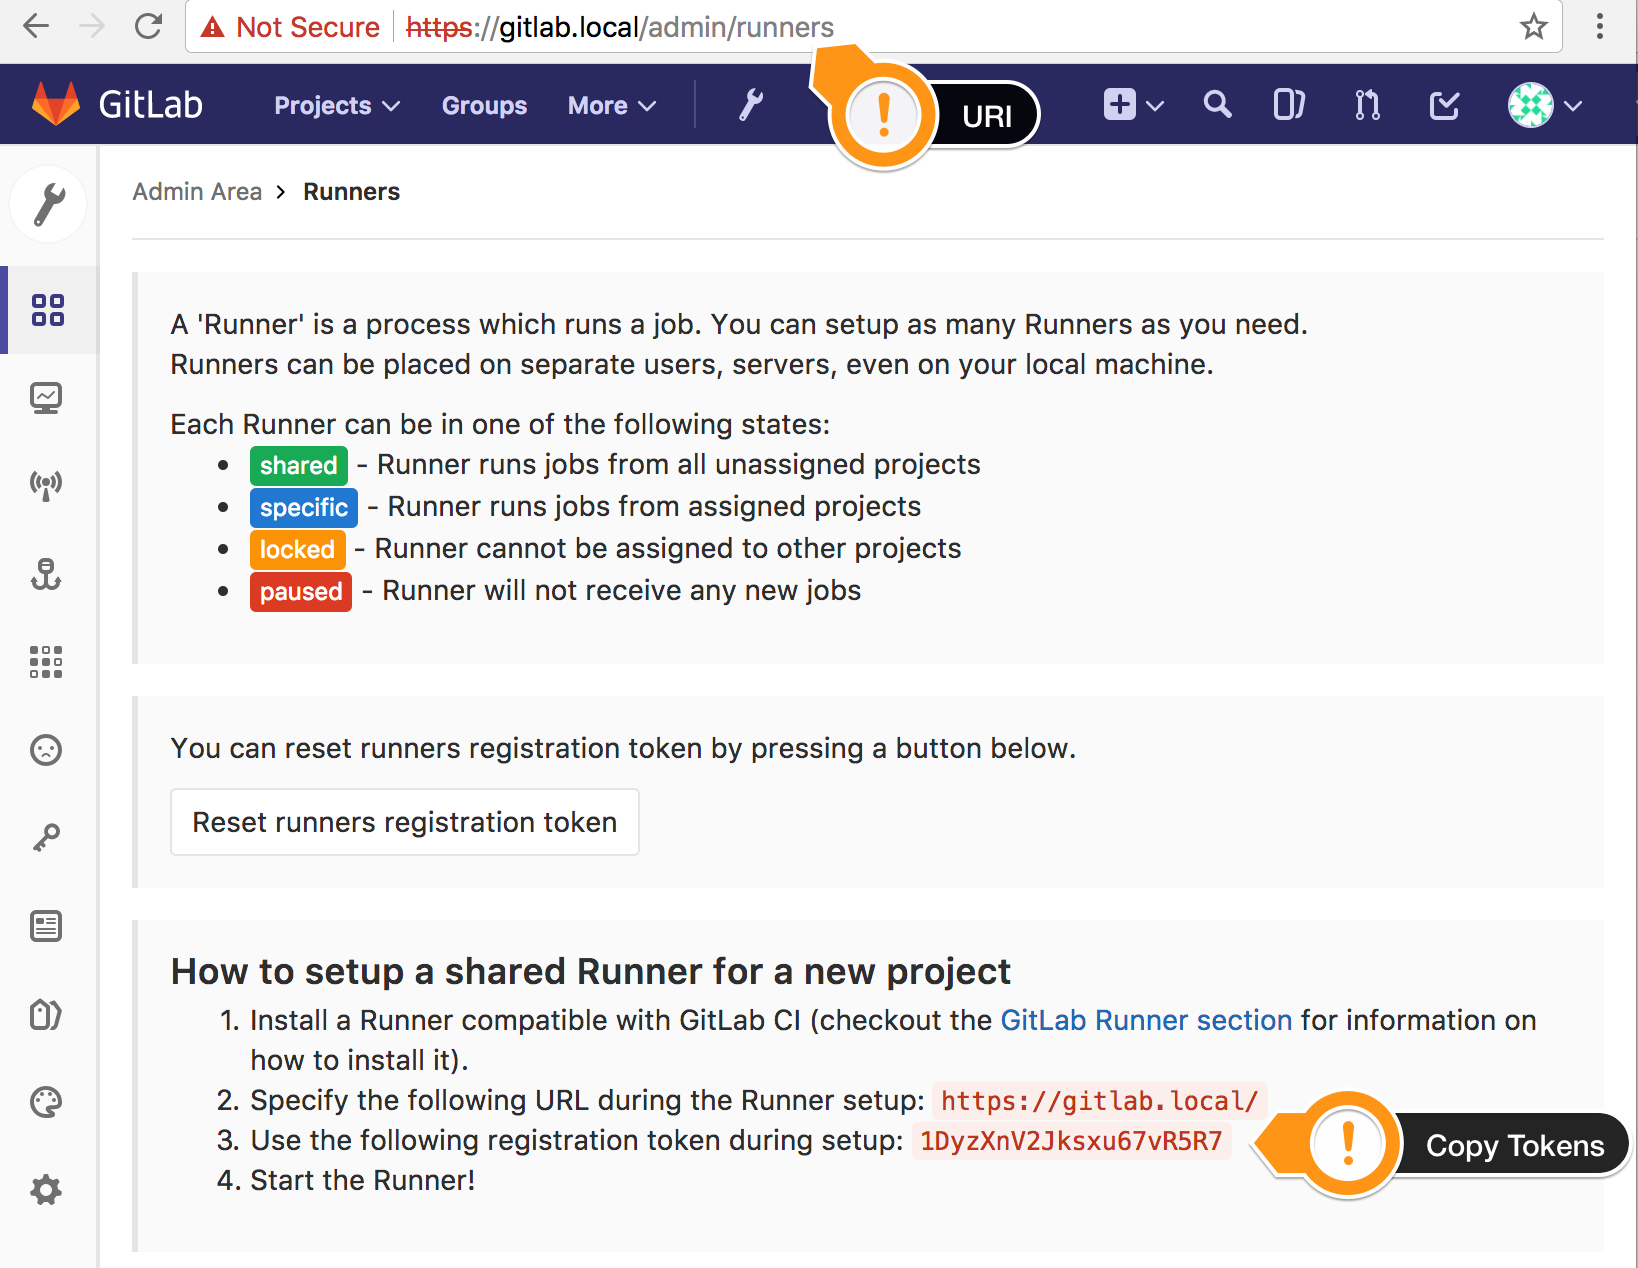 Not Secure https://gitlab.local/admin/runners
GitLab Projects Groups More URI
Admin Area Runners
A 'Runner' is a process which runs a job. You can setup as many Runners as you need.
Runners can be placed on separate users, servers, even on your local machine.
Each Runner can be in one of the following states:
shared - Runner runs jobs from all unassigned projects
specific - Runner runs jobs from assigned projects
locked - Runner cannot be assigned to other projects
paused - Runner will not receive any new jobs
You can reset runners registration token by pressing a button below.
Reset runners registration token
How to setup a shared Runner for a new project
1. Install a Runner compatible with GitLab CI (checkout the GitLab Runner section for information on
how to install it).
2. Specify the following URL during the Runner setup: https://gitlab.local/
3. Use the following registration token during setup: 1DyzXnV2Jksxu67vR5R7
Copy Tokens
4. Start the Runner!